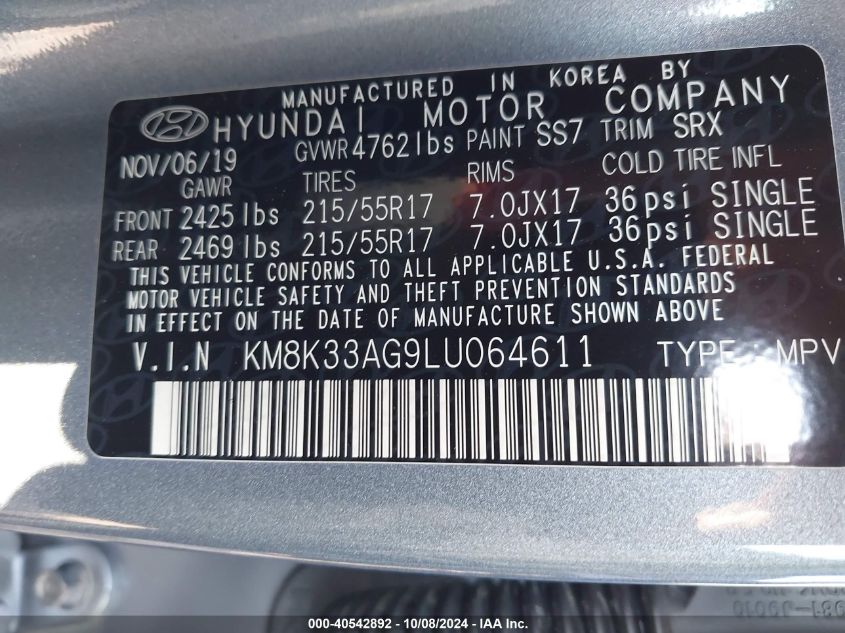 MANUFACTURED IN KOREA BY
HYUNDAI MOTOR COMPANY
NOV/06/19 GVWR 4762 lbs PAINT SS7 TRIM SRX
GAWR TIRES RIMS COLD TIRE INFL
FRONT 2425 lbs 215/55R17 7.0JX17 36psi SINGLE
REAR 2469 lbs 215/55R17 7.0JX17 36psi SINGLE
THIS VEHICLE CONFORMS TO ALL APPLICABLE U.S.A. FEDERAL
MOTOR VEHICLE SAFETY AND THEFT PREVENTION STANDARDS
IN EFFECT ON THE DATE OF MANUFACTURE SHOWN ABOVE
V.I.N KM8K33AG9LU064611 TYPE: MPV
000-40542892 - 10/08/2024 - IAA Inc.